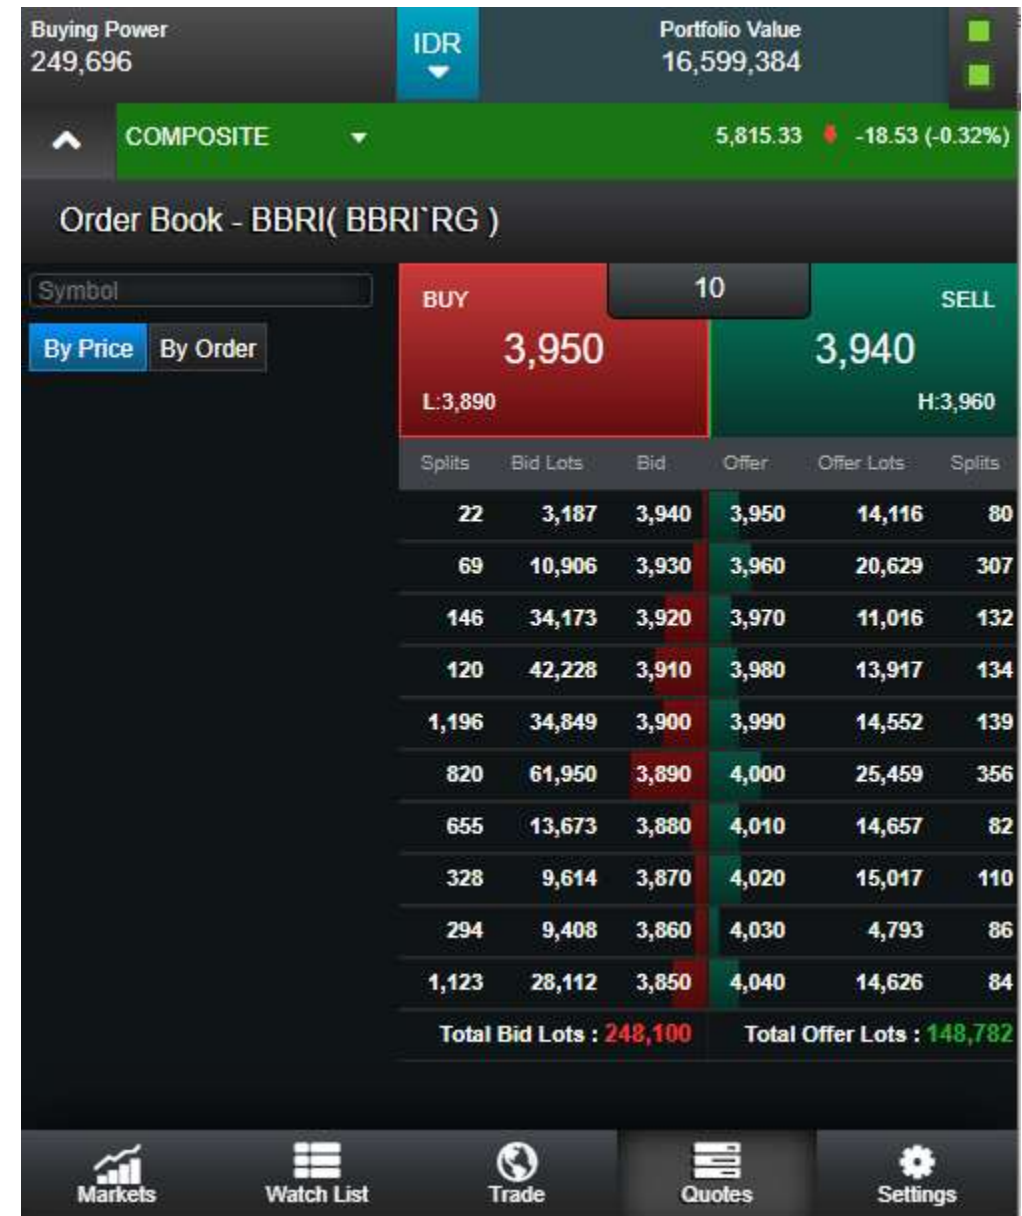 Buying Power
249,696
IDR
Portfolio Value
16,599,384
COMPOSITE 5,815.33 -18.53 (-0.32%)
Order Book - BBRI( BBRI`RG )
Symbol
By Price By Order
BUY 10 SELL
3,950 3,940
L:3,890 H:3,960
Splits Bid Lots Bid Offer Offer Lots Splits
22 3,187 3,940 3,950 14,116 80
69 10,906 3,930 3,960 20,629 307
146 34,173 3,920 3,970 11,016 132
120 42,228 3,910 3,980 13,917 134
1,196 34,849 3,900 3,990 14,552 139
820 61,950 3,890 4,000 25,459 356
655 13,673 3,880 4,010 14,657 82
328 9,614 3,870 4,020 15,017 110
294 9,408 3,860 4,030 4,793 86
1,123 28,112 3,850 4,040 14,626 84
Total Bid Lots : 248,100 Total Offer Lots : 148,782
Markets Watch List Trade Quotes Settings